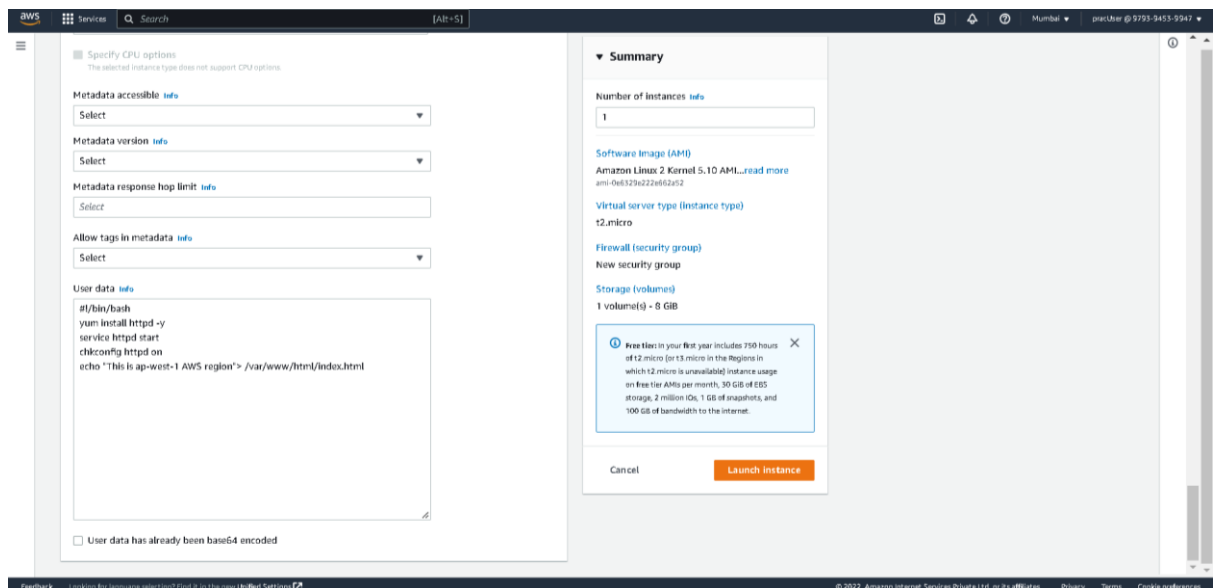 aws
Services
Search
[Alt+S]
Mumbai
pracUser @ 9793-9453-9947
Specify CPU options
The selected instance type does not support CPU options.
Metadata accessible Info
Select
Metadata version Info
Select
Metadata response hop limit Info
Select
Allow tags in metadata Info
Select
User data Info
#!/bin/bash
yum install httpd -y
service httpd start
chkconfig httpd on
echo "This is ap-west-1 AWS region"> /var/www/html/index.html
User data has already been base64 encoded
Summary
Number of instances Info
1
Software Image (AMI)
Amazon Linux 2 Kernel 5.10 AMI...read more
ami-0e6329e222e662a52
Virtual server type (instance type)
t2.micro
Firewall (security group)
New security group
Storage (volumes)
1 volume(s) - 8 GiB
Free tier: In your first year includes 750 hours
of t2.micro (or t3.micro in the Regions in
which t2.micro is unavailable) instance usage
on free tier AMIs per month, 30 GiB of EBS
storage, 2 million IOs, 1 GB of snapshots, and
100 GB of bandwidth to the internet.
Cancel
Launch instance
Feedback
Looking for language selection? Find it in the new Unified Settings
© 2022, Amazon Internet Services Private Ltd. or its affiliates.
Privacy
Terms
Cookie preferences